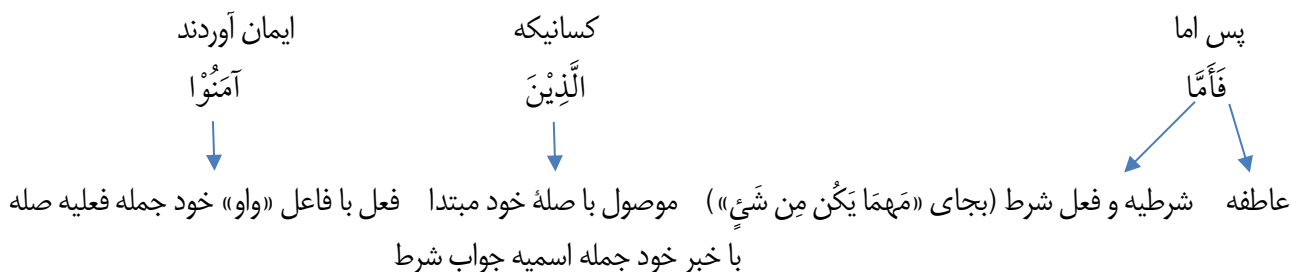 پس اما کسانیکه ایمان آوردند
فَأَمَّا الَّذِيْنَ آمَنُوْا
عاطفه شرطیه و فعل شرط (بجای «مَهمَا یَکُن مِن شَئٍ») موصول با صلۀ خود مبتدا فعل با فاعل «واو» خود جمله فعلیه صله
با خبر خود جمله اسمیه جواب شرط